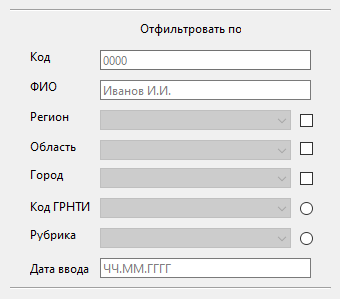 Отфильтровать по
Код 0000
ФИО Иванов И.И.
Регион
Область
Город
Код ГРНТИ
Рубрика
Дата ввода ЧЧ.ММ.ГГГГ